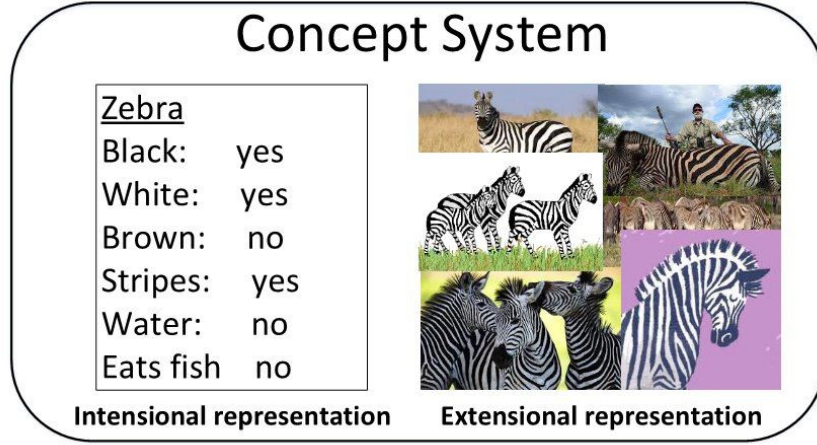 Concept System
Zebra
Black: yes
White: yes
Brown: no
Stripes: yes
Water: no
Eats fish no
Intensional representation
Extensional representation